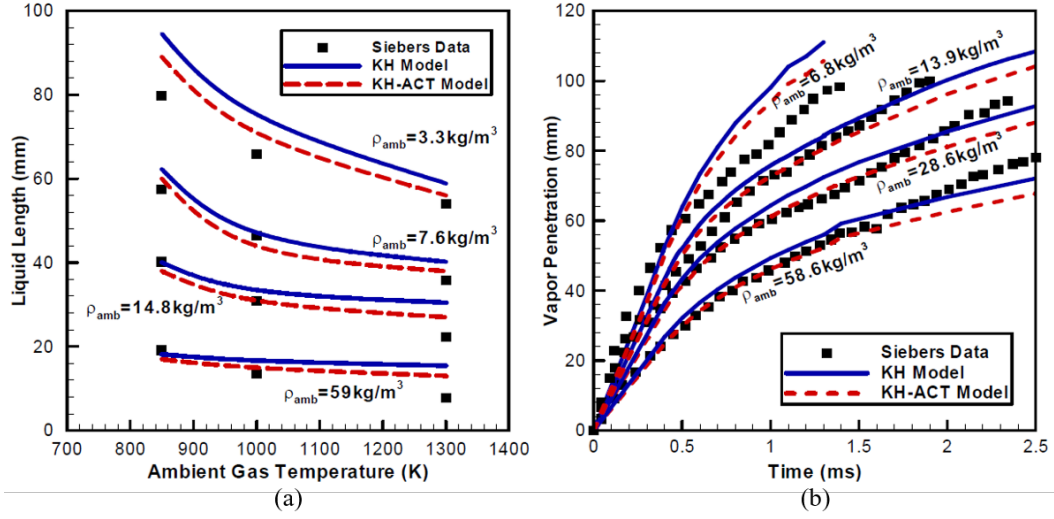 100
80
60
40
20
0
Liquid Length (mm)
700 800 900 1000 1100 1200 1300 1400
Ambient Gas Temperature (K)
Siebers Data
KH Model
KH-ACT Model
ρamb=3.3kg/m³
ρamb=7.6kg/m³
ρamb=14.8kg/m³
ρamb=59kg/m³
(a)
120
100
80
60
40
20
0
Vapor Penetration (mm)
0 0.5 1 1.5 2 2.5
Time (ms)
ρamb=6.8kg/m³
ρamb=13.9kg/m³
ρamb=28.6kg/m³
ρamb=58.6kg/m³
Siebers Data
KH Model
KH-ACT Model
(b)